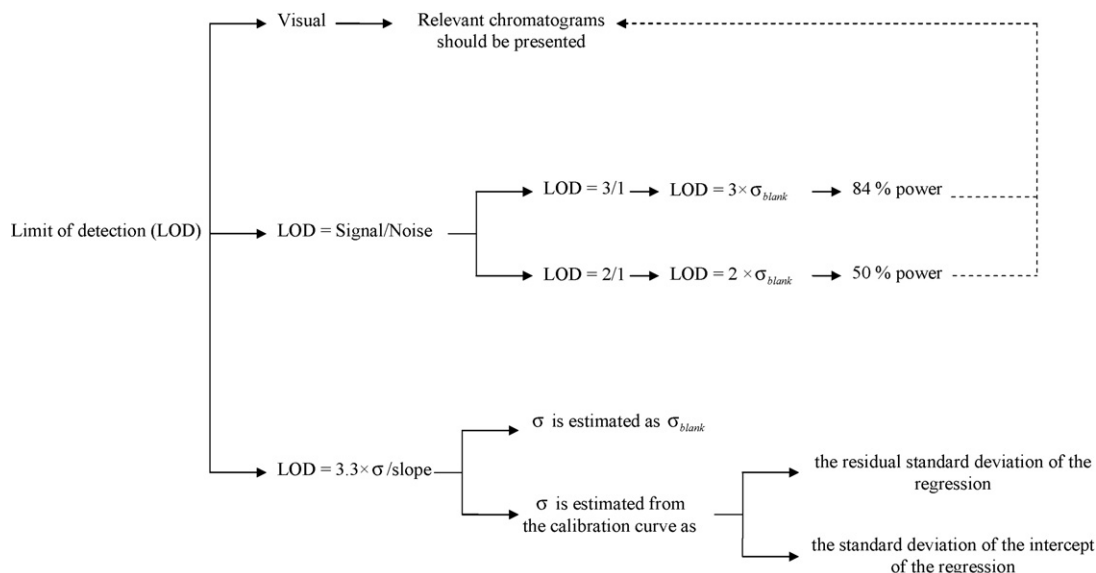 Visual
Relevant chromatograms
should be presented
LOD = 3/1
LOD = 3× σblank
84 % power
Limit of detection (LOD)
LOD = Signal/Noise
LOD = 2/1
LOD = 2 × σblank
50 % power
σ is estimated as σblank
LOD = 3.3× σ /slope
the residual standard deviation of the
regression
σ is estimated from
the calibration curve as
the standard deviation of the intercept
of the regression